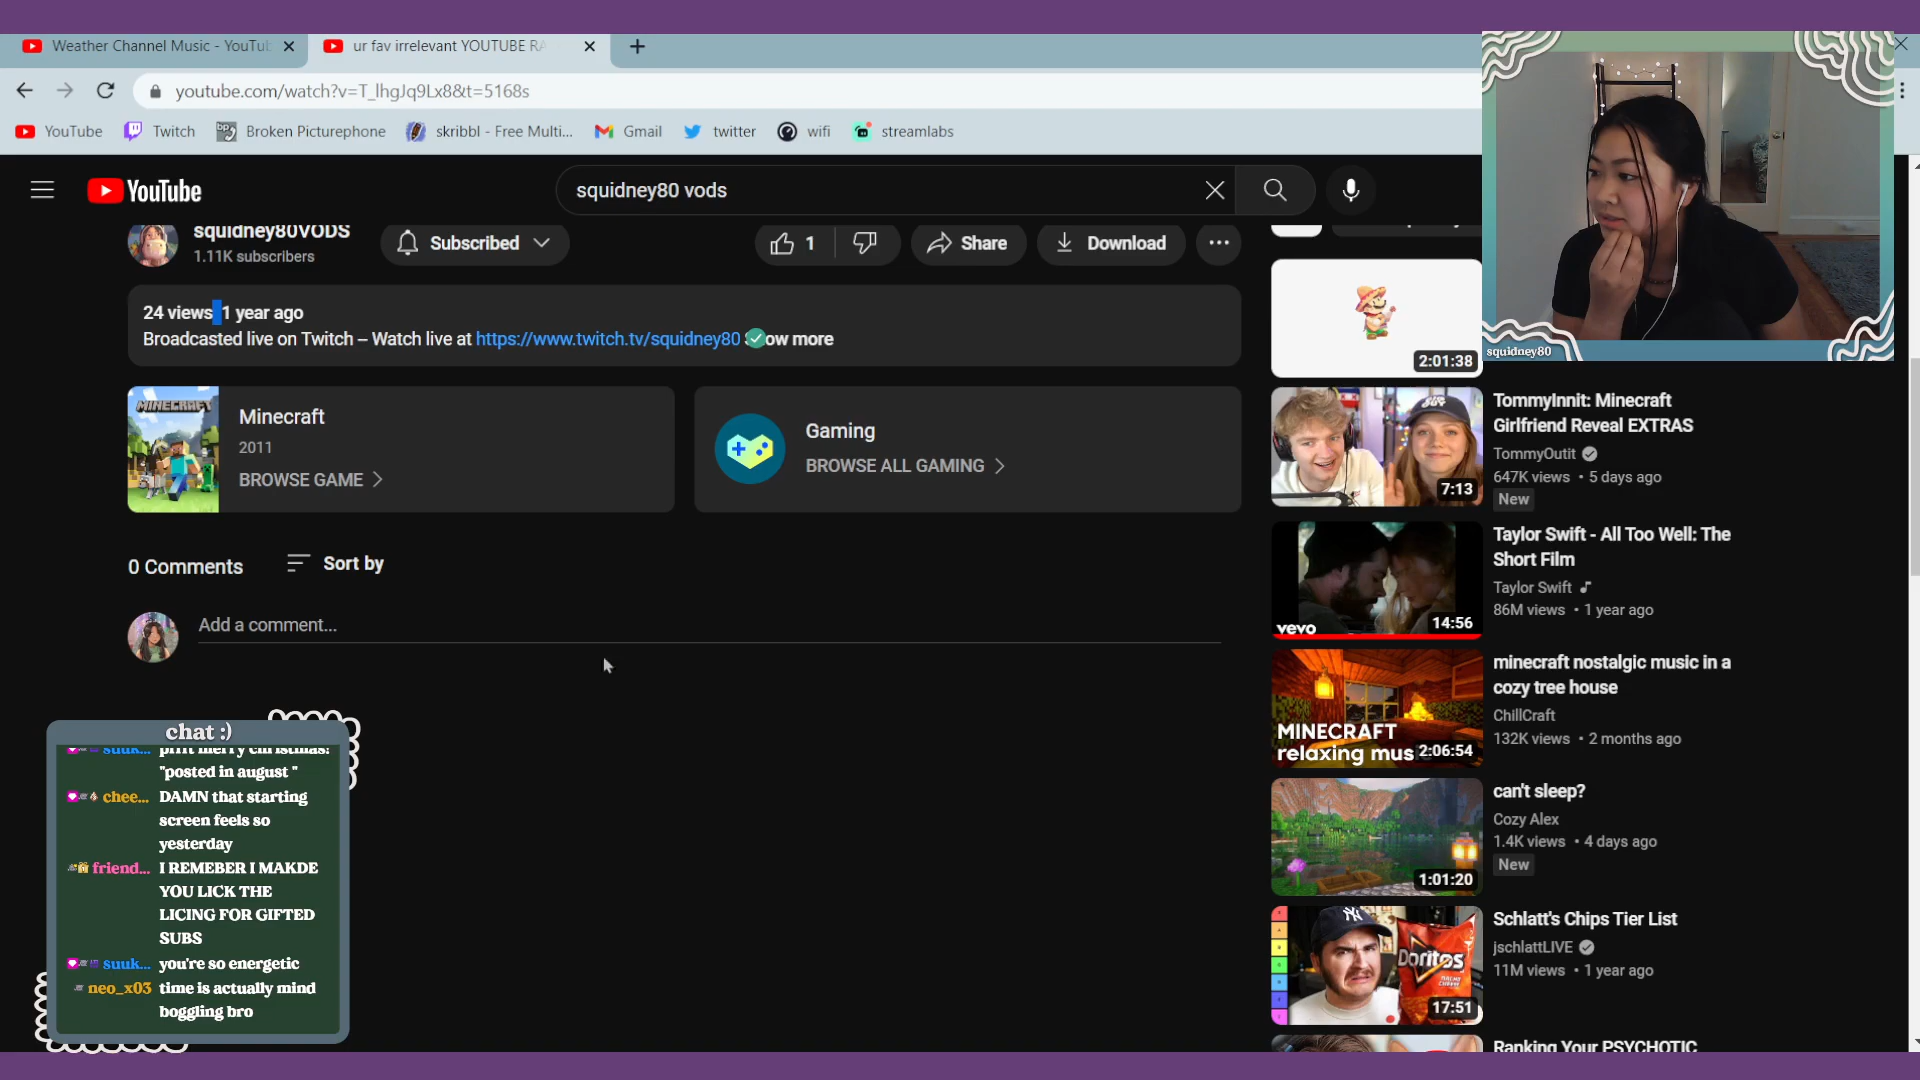 Weather Channel Music - YouTub
ur fav irrelevant YOUTUBE RA
youtube.com/watch?v=T_lhgJq9Lx8&t=5168s
YouTube
Twitch
Broken Picturephone
skribbl - Free Multi...
Gmail
twitter
wifi
streamlabs
YouTube
squidney80 vods
squidney80VODS
1.11K subscribers
Subscribed
1
Share
Download
24 views 1 year ago
Broadcasted live on Twitch -- Watch live at https://www.twitch.tv/squidney80
ow more
MINECRAFT
Minecraft
2011
BROWSE GAME
Gaming
BROWSE ALL GAMING
0 Comments
Sort by
Add a comment...
chat :)
suuk... pfft merry christmas!
"posted in august "
chee... DAMN that starting
screen feels so
yesterday
friend... I REMEBER I MAKDE
YOU LICK THE
LICING FOR GIFTED
SUBS
suuk... you're so energetic
neo_x03 time is actually mind
boggling bro
squidney80
2:01:38
7:13
TommyInnit: Minecraft
Girlfriend Reveal EXTRAS
TommyOutit
647K views • 5 days ago
New
vevo
14:56
Taylor Swift - All Too Well: The
Short Film
Taylor Swift
86M views • 1 year ago
MINECRAFT
relaxing mus
2:06:54
minecraft nostalgic music in a
cozy tree house
ChillCraft
132K views • 2 months ago
1:01:20
can't sleep?
Cozy Alex
1.4K views • 4 days ago
New
Doritos
17:51
Schlatt's Chips Tier List
jschlattLIVE
11M views • 1 year ago
Ranking Your PSYCHOTIC